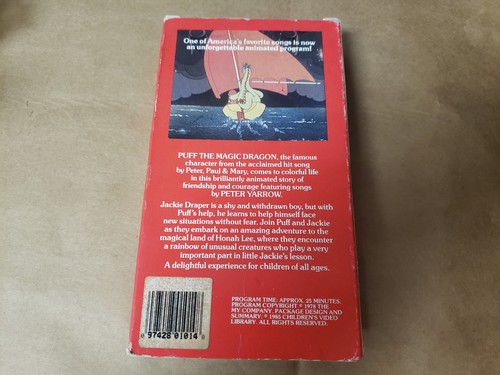 One of America's favorite songs is now
an unforgettable animated program!
PUFF THE MAGIC DRAGON, the famous
character from the acclaimed hit song
by Peter, Paul & Mary, comes to colorful life
in this brilliantly animated story of
friendship and courage featuring songs
by PETER YARROW.
Jackie Draper is a shy and withdrawn boy, but with
Puff's help, he learns to help himself face
new situations without fear. Join Puff and Jackie
as they embark on an amazing adventure to the
magical land of Honah Lee, where they encounter
a rainbow of unusual creatures who play a very
important part in little Jackie's lesson.
A delightful experience for children of all ages.
PROGRAM TIME: APPROX. 25 MINUTES.
PROGRAM COPYRIGHT © 1978 THE
MY COMPANY. PACKAGE DESIGN AND
SUMMARY: © 1985 CHILDREN'S VIDEO
LIBRARY. ALL RIGHTS RESERVED.
0 97428 01014 0